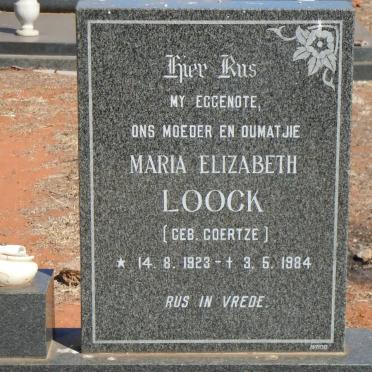 Hier Rus
MY EGGENOTE,
ONS MOEDER EN OUMATJIE
MARIA ELIZABETH
LOOCK
(GEB. COERTZE)
★ 14. 8. 1923 - † 3. 5. 1984
RUS IN VREDE.